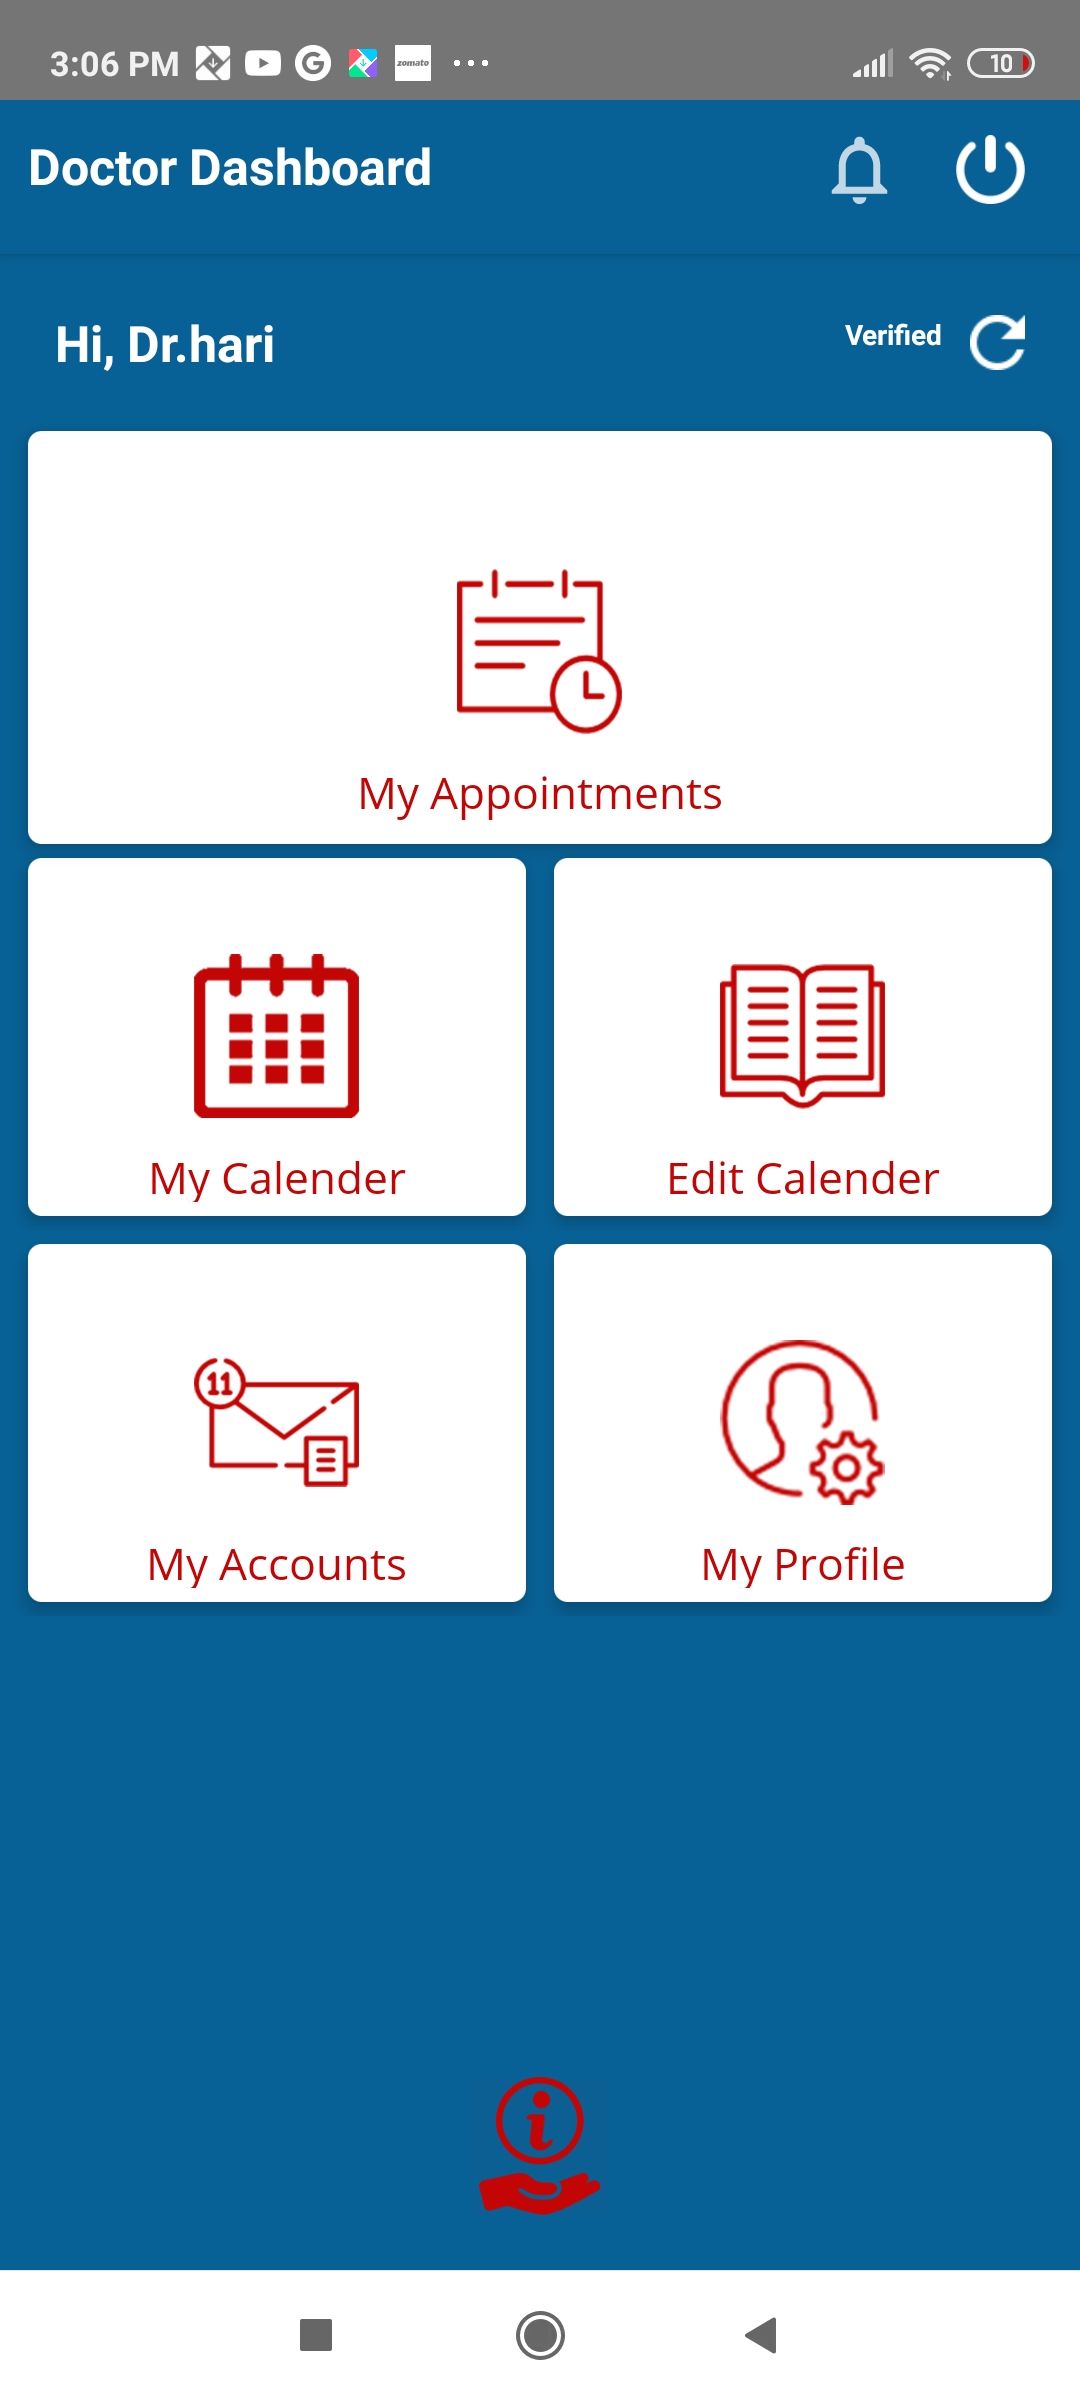 3:06 PM zomato 10
Doctor Dashboard
Hi, Dr.hari
Verified
My Appointments
My Calender
Edit Calender
11
My Accounts
My Profile